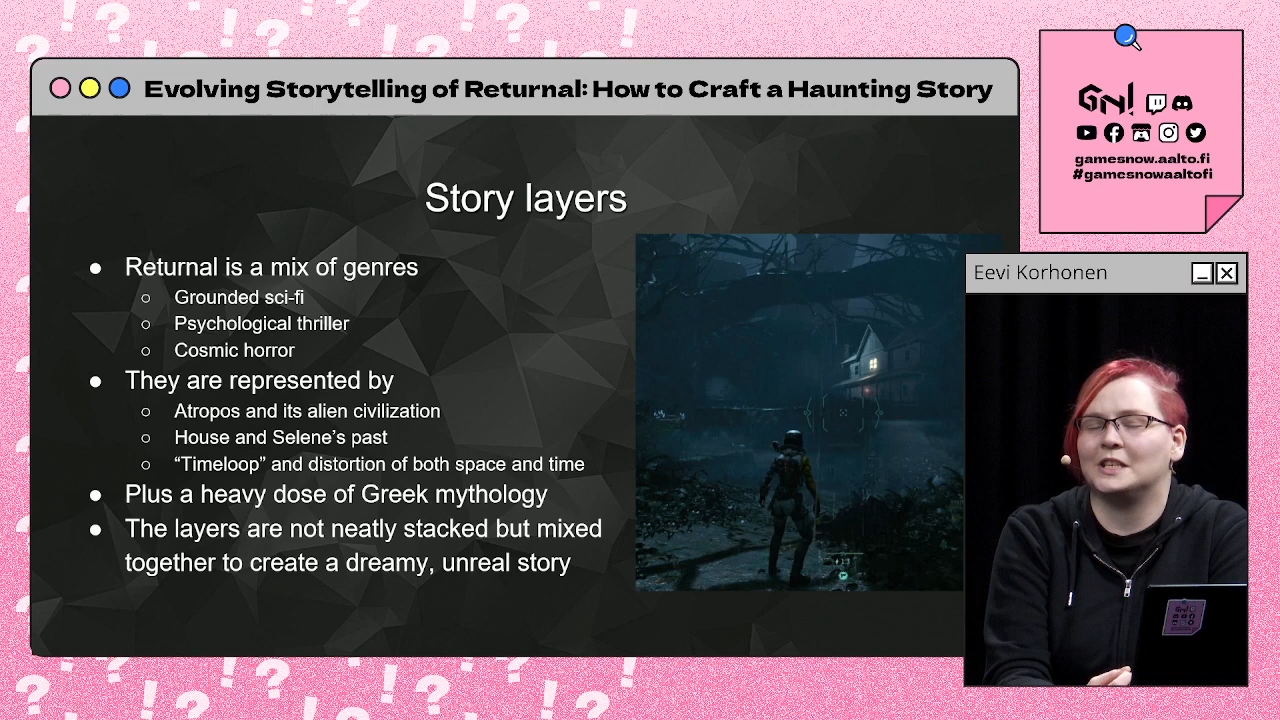 Evolving Storytelling of Returnal: How to Craft a Haunting Story
GN!
gamesnow.aalto.fi
#gamesnowaaltofi
Story layers
● Returnal is a mix of genres
○ Grounded sci-fi
○ Psychological thriller
○ Cosmic horror
● They are represented by
○ Atropos and its alien civilization
○ House and Selene's past
○ “Timeloop” and distortion of both space and time
● Plus a heavy dose of Greek mythology
● The layers are not neatly stacked but mixed
together to create a dreamy, unreal story
Eevi Korhonen
GN!